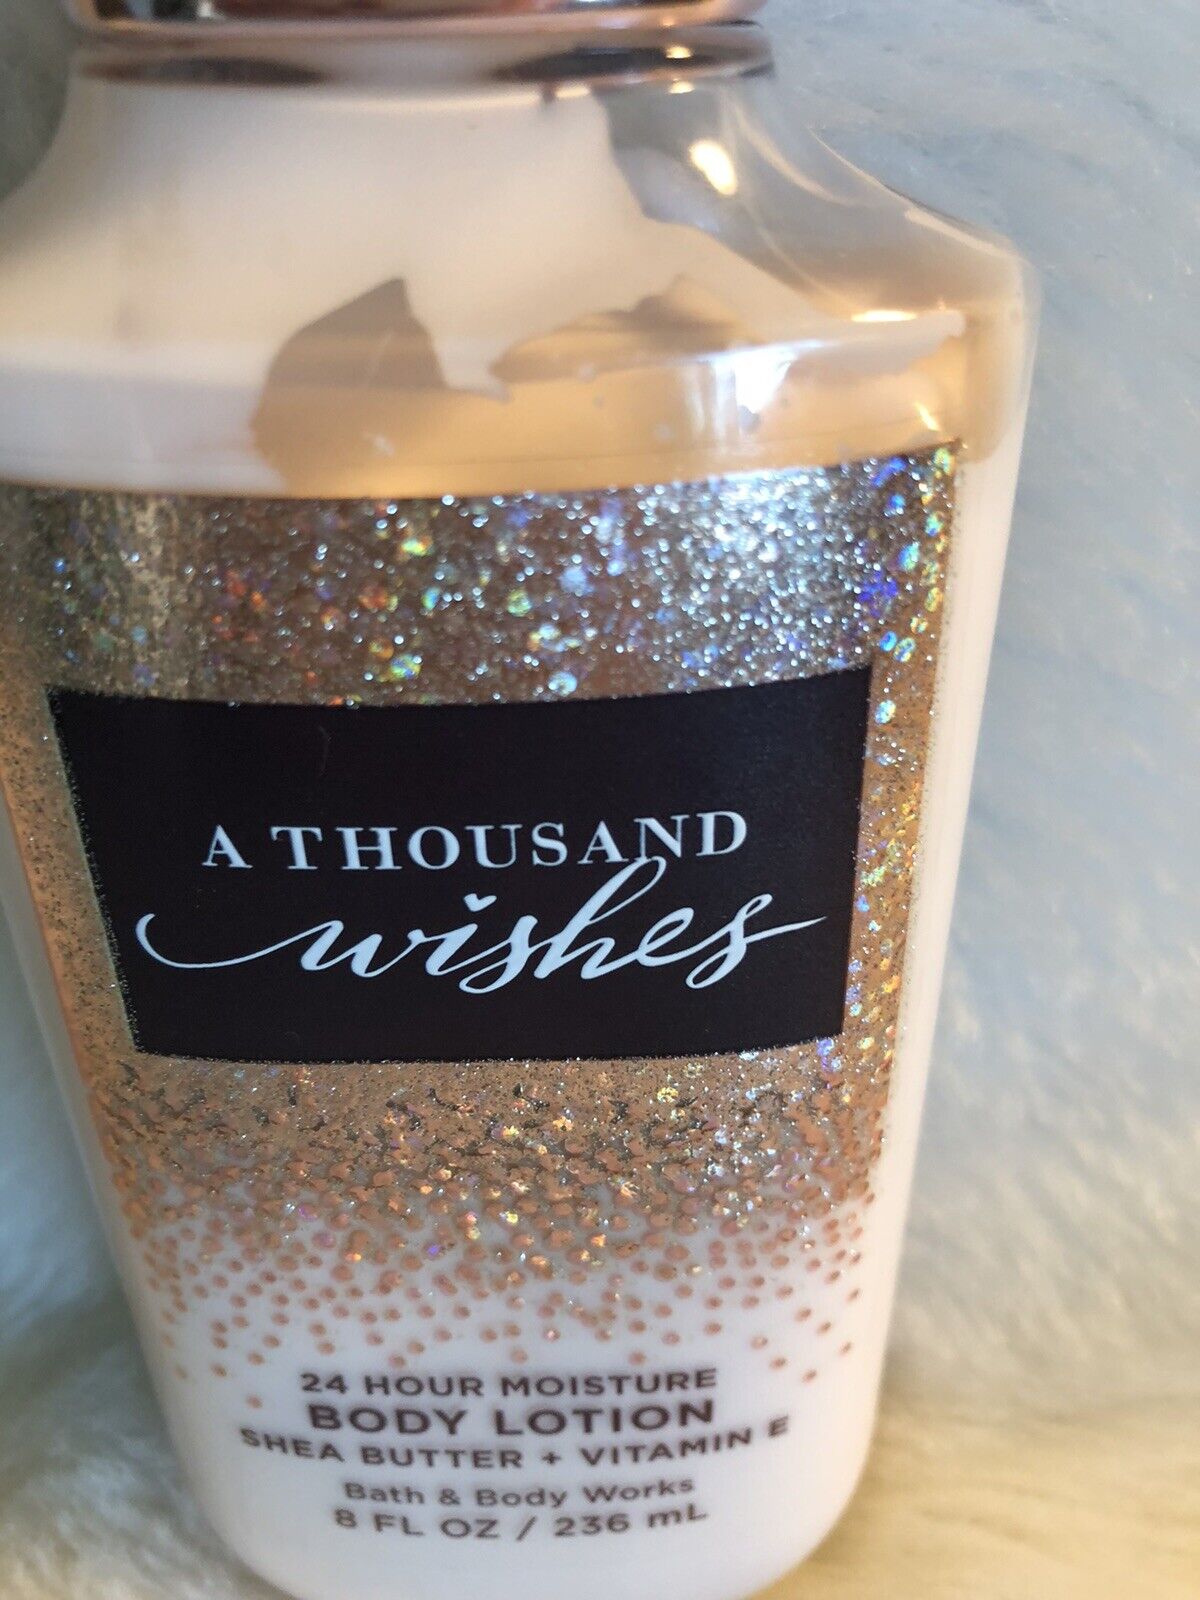 A THOUSAND
wishes
24 HOUR MOISTURE
BODY LOTION
SHEA BUTTER + VITAMIN E
Bath & Body Works
8 FL OZ / 236 mL